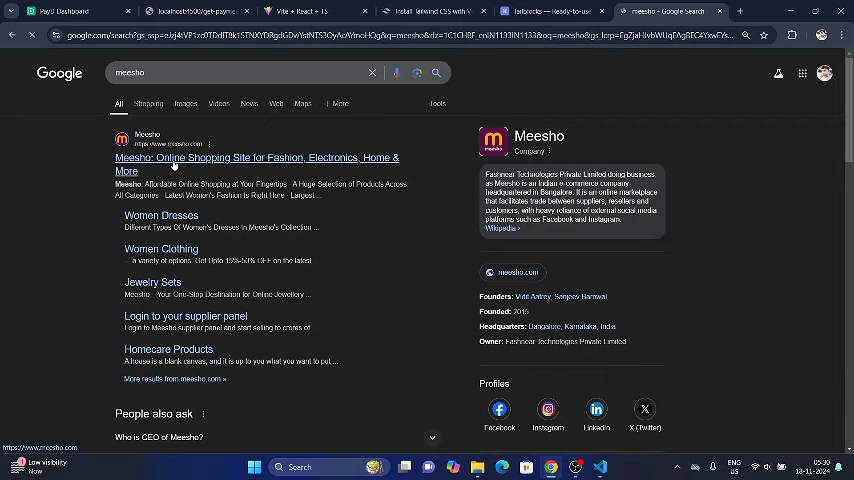 PayU Dashboard
localhost:4500/get-payme
Vite + React + TS
Install Tailwind CSS with V
Tailblocks — Ready-to-use
meesho - Google Search
Google
meesho
All
Shopping
Images
Videos
News
Web
Maps
More
Tools
Meesho
https://www.meesho.com
Meesho: Online Shopping Site for Fashion, Electronics, Home &
More
Meesho: Affordable Online Shopping at Your Fingertips · A Huge Selection of Products Across
All Categories · Latest Women's Fashion Is Right Here · Largest ...
Women Dresses
Different Types Of Women's Dresses In Meesho's Collection ...
Women Clothing
... a variety of options. Get Upto 15%-50% OFF on the latest ...
Jewelry Sets
Meesho – Your One-Stop Destination for Online Jewellery ...
Login to your supplier panel
Login to Meesho supplier panel and start selling to crores of
Homecare Products
A house is a blank canvas, and it is up to you what you want to put ...
More results from meesho.com »
People also ask
Who is CEO of Meesho?
meesho
Meesho
Company
Fashnear Technologies Private Limited doing business
as Meesho is an Indian e-commerce company
headquartered in Bangalore. It is an online marketplace
that facilitates trade between suppliers, resellers and
customers, with heavy reliance of external social media
platforms such as Facebook and Instagram.
Wikipedia ›
meesho.com
Founders: Vidit Aatrey, Sanjeev Barnwal
Founded: 2015
Headquarters: Bangalore, Karnataka, India
Owner: Fashnear Technologies Private Limited
Profiles
Facebook
Instagram
LinkedIn
X (Twitter)
https://www.meesho.com
1
Low visibility
Now
Search
ENG
US
05:30
18-11-2024